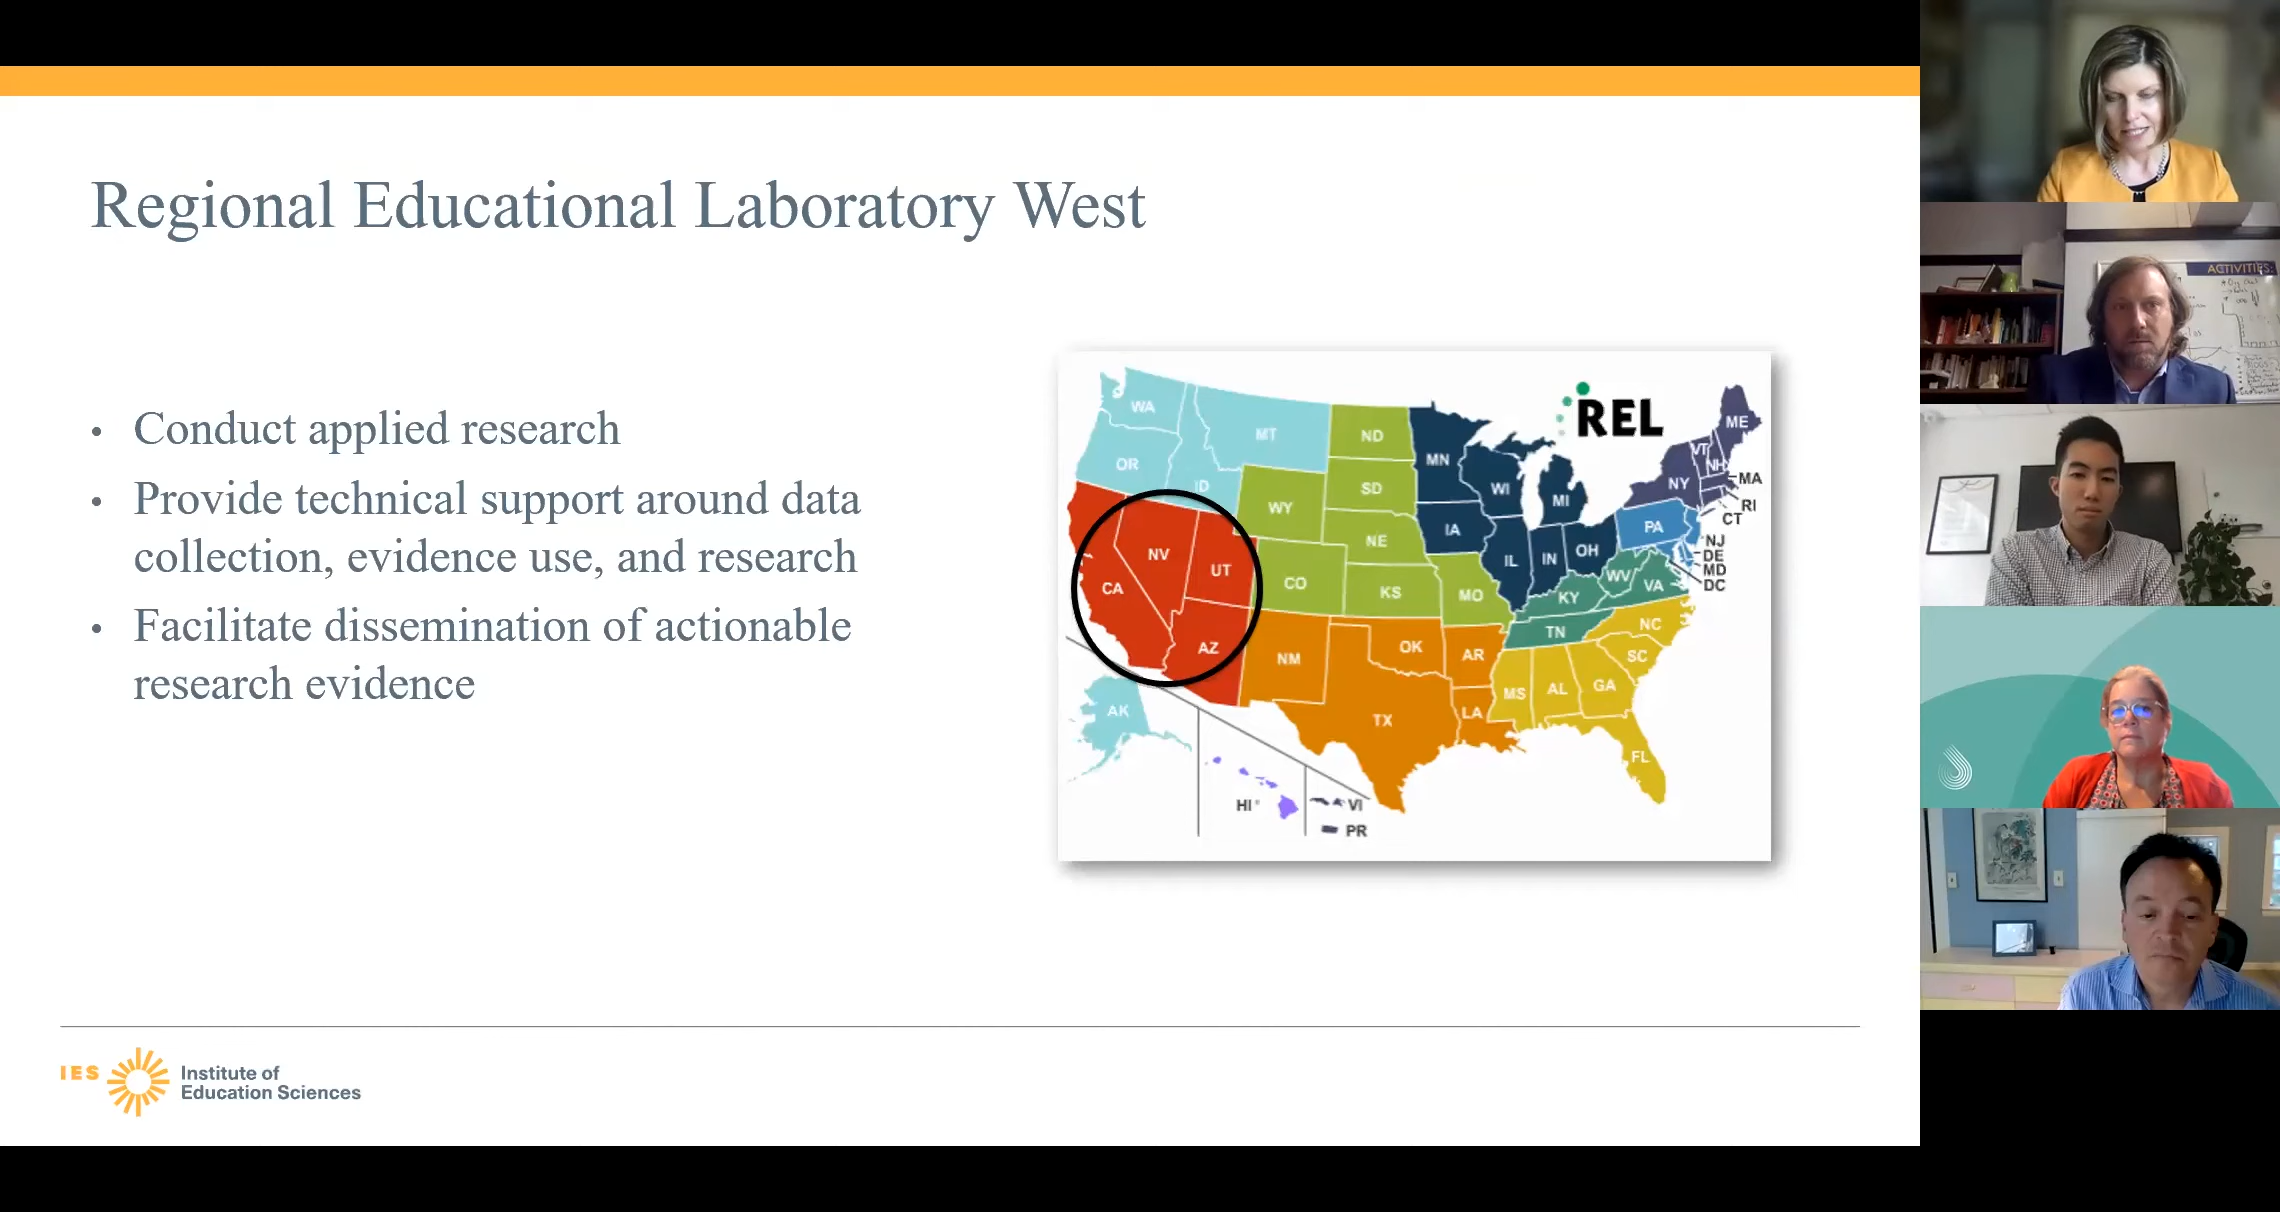 Regional Educational Laboratory West
• Conduct applied research
• Provide technical support around data
collection, evidence use, and research
• Facilitate dissemination of actionable
research evidence
REL
WA
MT
ND
MN
ME
OR
ID
SD
WI
MI
VT
NH
NY
MA
RI
CT
WY
NE
IA
PA
NJ
DE
MD
DC
NV
UT
CA
CO
KS
MO
IL
IN
OH
WV
VA
KY
AZ
NM
OK
AR
TN
NC
SC
TX
LA
MS
AL
GA
FL
AK
HI
VI
PR
IES
Institute of
Education Sciences
ACTIVITIES: